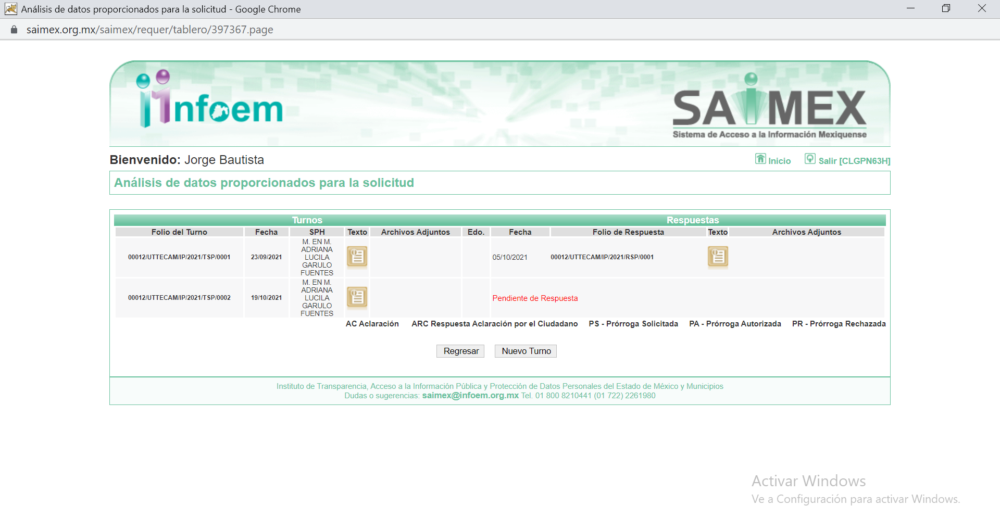 Análisis de datos proporcionados para la solicitud - Google Chrome
saimex.org.mx/saimex/requer/tablero/397367.page
infoem
SAIMEX
Sistema de Acceso a la Información Mexiquense
Bienvenido: Jorge Bautista
Inicio Salir [CLGPN63H]
Análisis de datos proporcionados para la solicitud
Turnos Respuestas
Folio del Turno Fecha SPH Texto Archivos Adjuntos Edo. Fecha Folio de Respuesta Texto Archivos Adjuntos
M. EN M.
ADRIANA
00012/UTTECAM/IP/2021/TSP/0001 23/09/2021 LUCILA 05/10/2021 00012/UTTECAM/IP/2021/RSP/0001
GARULO
FUENTES
M. EN M.
ADRIANA
00012/UTTECAM/IP/2021/TSP/0002 19/10/2021 LUCILA Pendiente de Respuesta
GARULO
FUENTES
AC Aclaración ARC Respuesta Aclaración por el Ciudadano PS - Prórroga Solicitada PA - Prórroga Autorizada PR - Prórroga Rechazada
Regresar Nuevo Turno
Instituto de Transparencia, Acceso a la Información Pública y Protección de Datos Personales del Estado de México y Municipios
Dudas o sugerencias: saimex@infoem.org.mx Tel. 01 800 8210441 (01 722) 2261980
Activar Windows
Ve a Configuración para activar Windows.